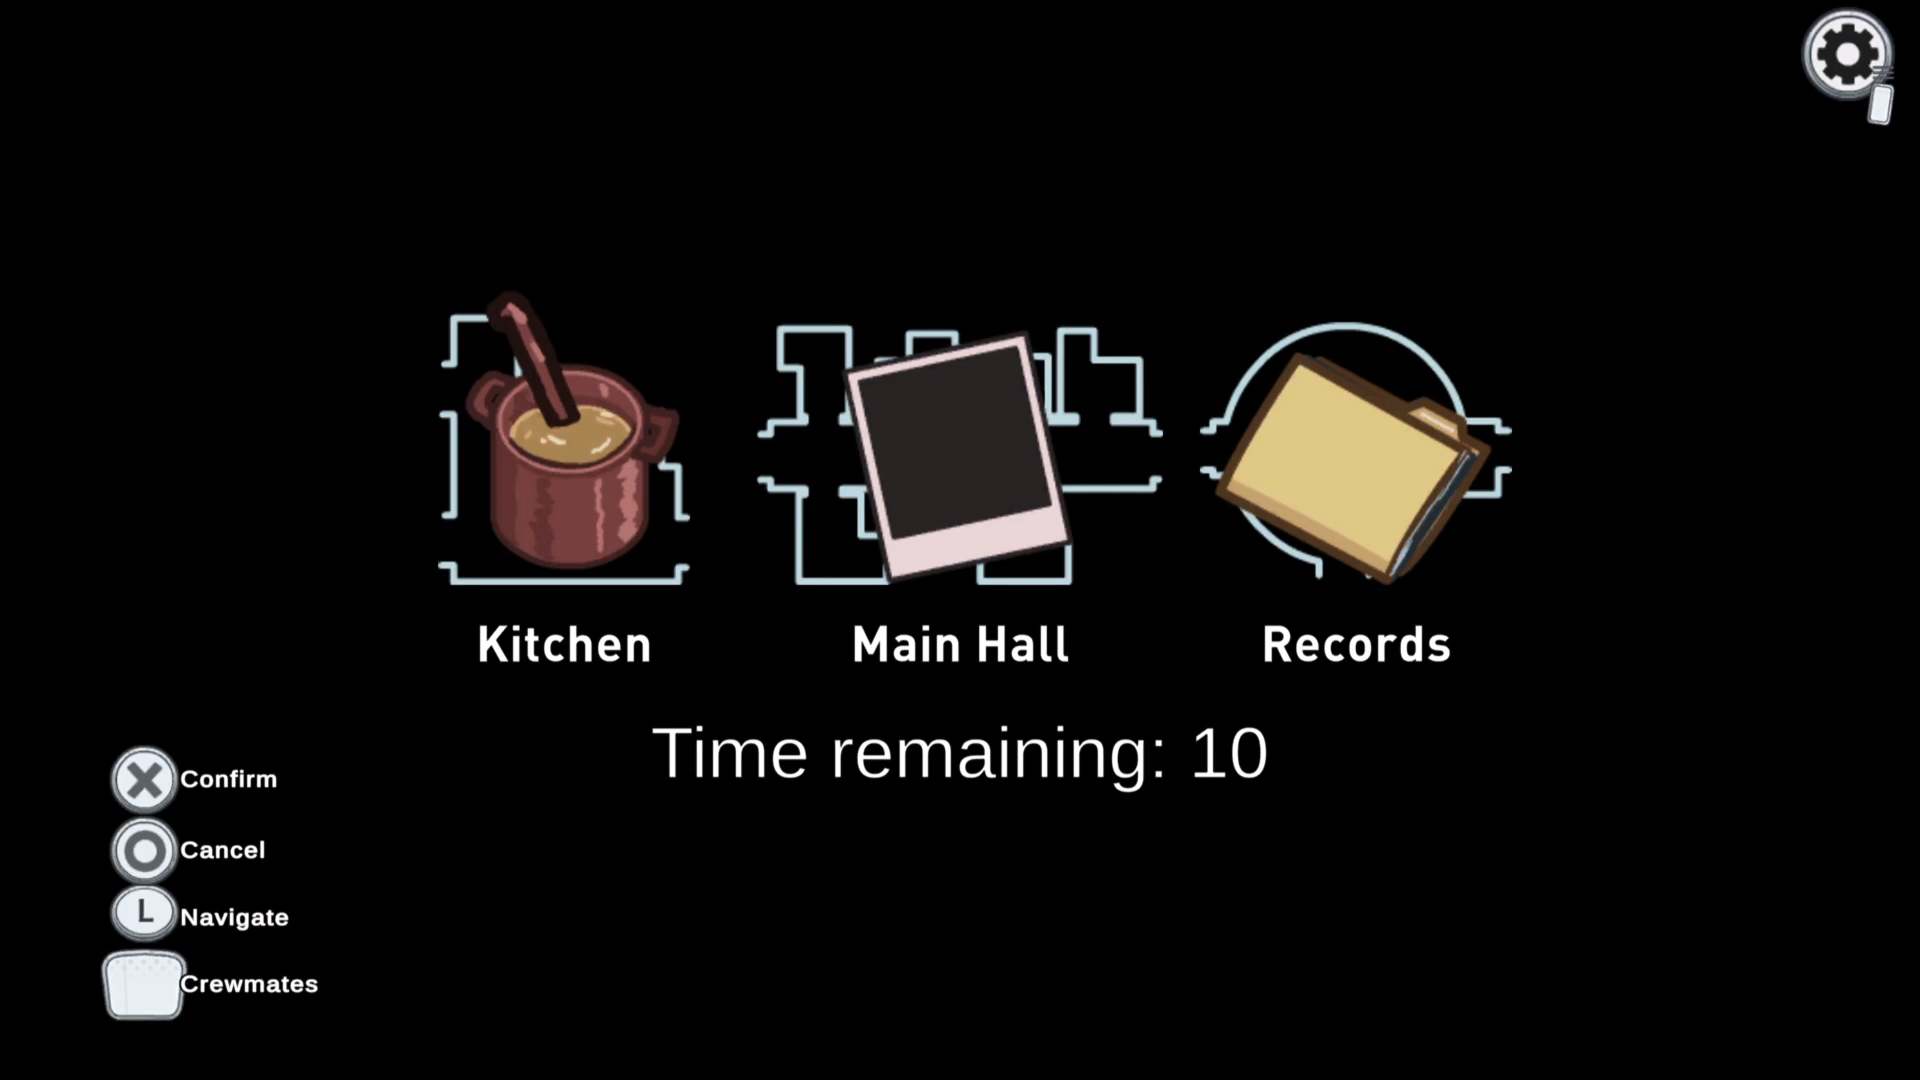 Kitchen
Main Hall
Records
Time remaining: 10
Confirm
Cancel
L
Navigate
Crewmates